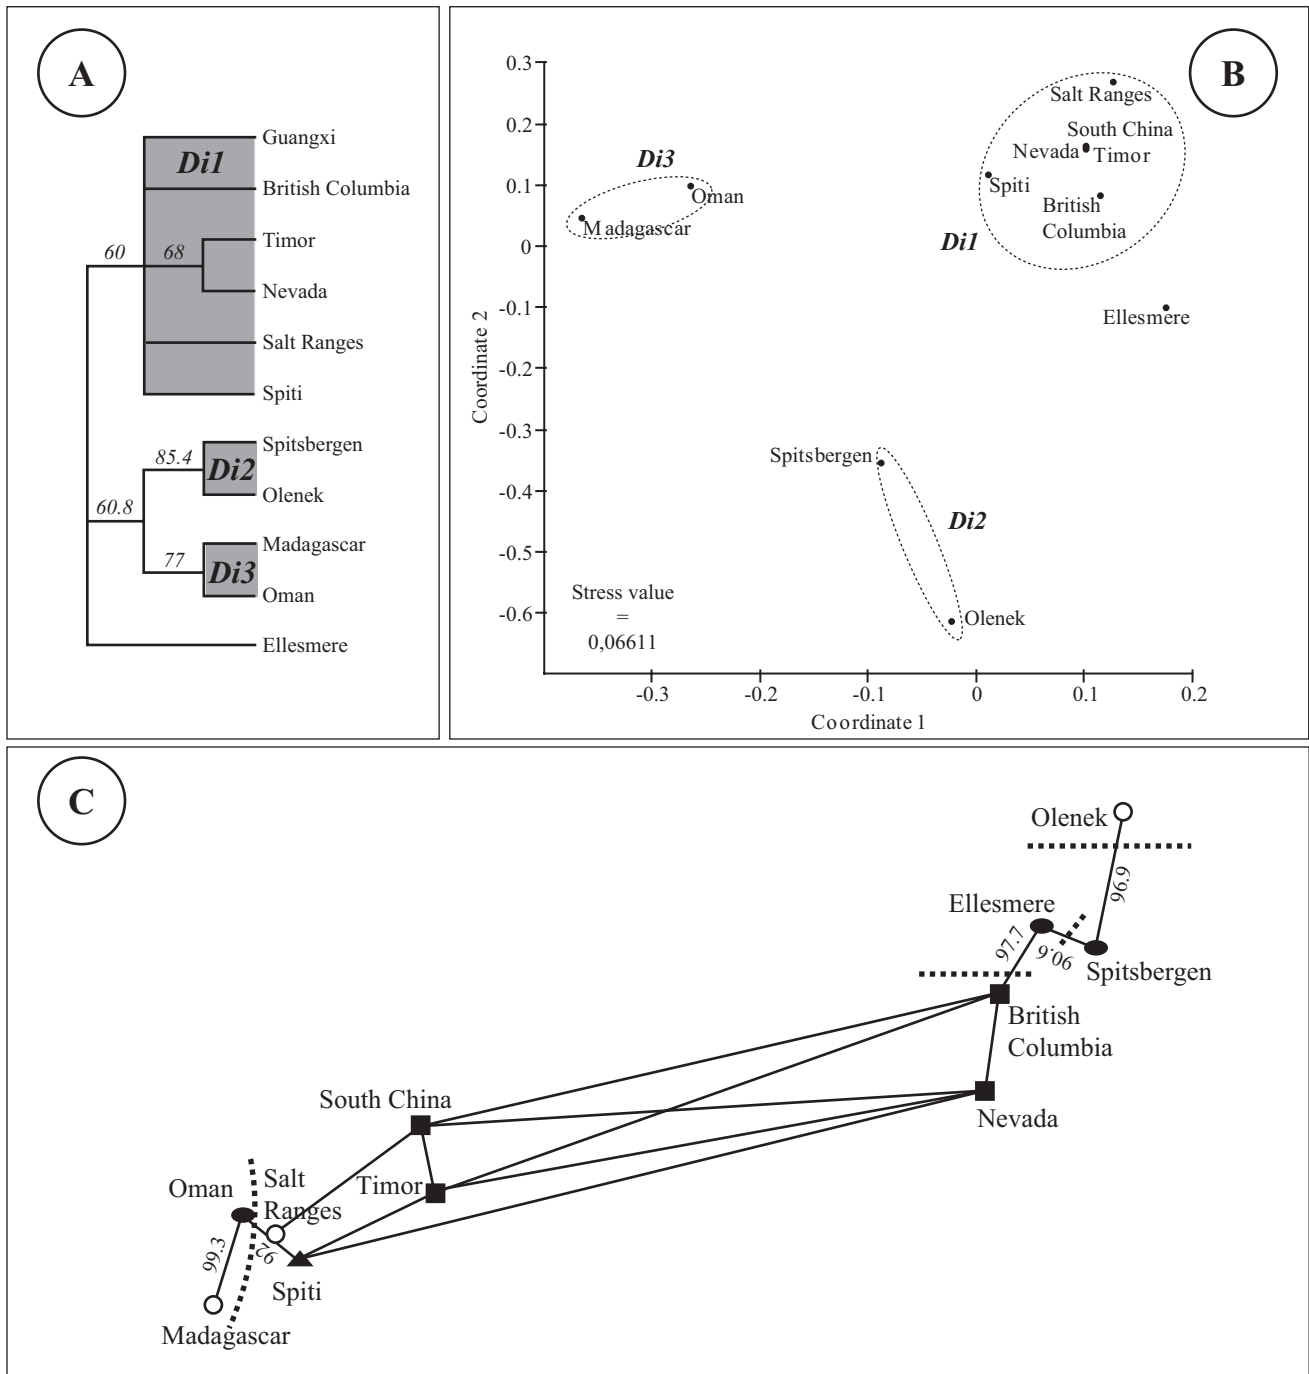 A
Guangxi
Di1
British Columbia
Timor
60
68
Nevada
Salt Ranges
Spiti
Spitsbergen
85.4
Di2
Olenek
60.8
Madagascar
77
Di3
Oman
Ellesmere
B
0.3
0.2
0.1
0
-0.1
-0.2
-0.3
-0.4
-0.5
-0.6
Coordinate 2
Salt Ranges
South China
Nevada
Timor
Di3
Spiti
Oman
British
Columbia
Madagascar
Di1
Ellesmere
Spitsbergen
Di2
Stress value
=
0,06611
Olenek
-0.3
-0.2
-0.1
0
0.1
0.2
Coordinate 1
C
Olenek
96.9
Ellesmere
97.7
90.6
Spitsbergen
British
Columbia
South China
Nevada
Salt
Ranges
Oman
Timor
99.3
92
Spiti
Madagascar